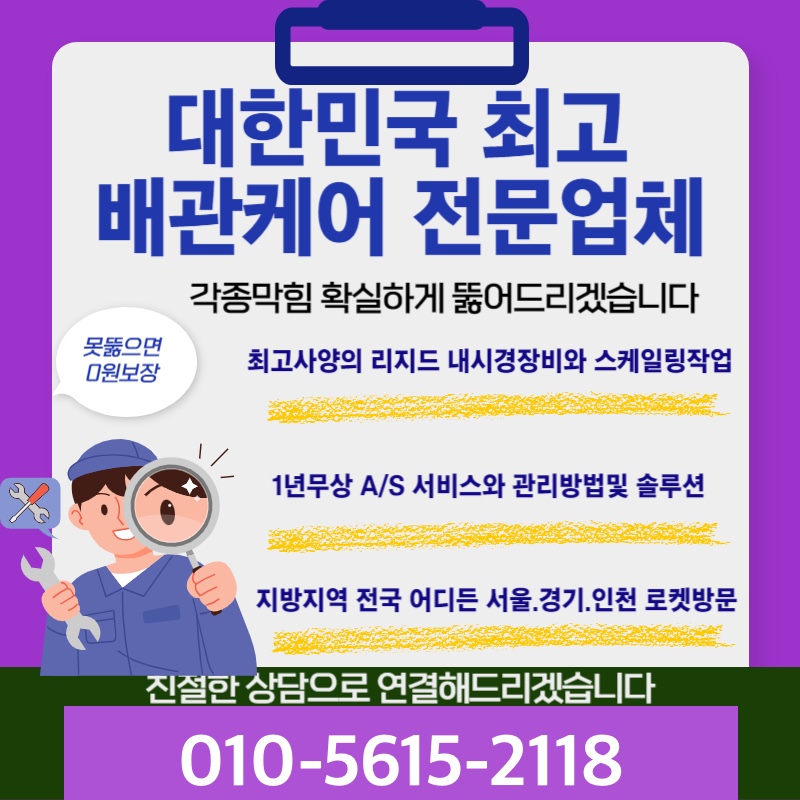 대한민국 최고
배관케어 전문업체
각종막힘 확실하게 뚫어드리겠습니다
못뚫으면
0원보장
최고사양의 리지드 내시경장비와 스케일링작업
1년무상 A/S 서비스와 관리방법및 솔루션
지방지역 전국 어디든 서울.경기.인천 로켓방문
친절한 상담으로 연결해드리겠습니다
010-5615-2118